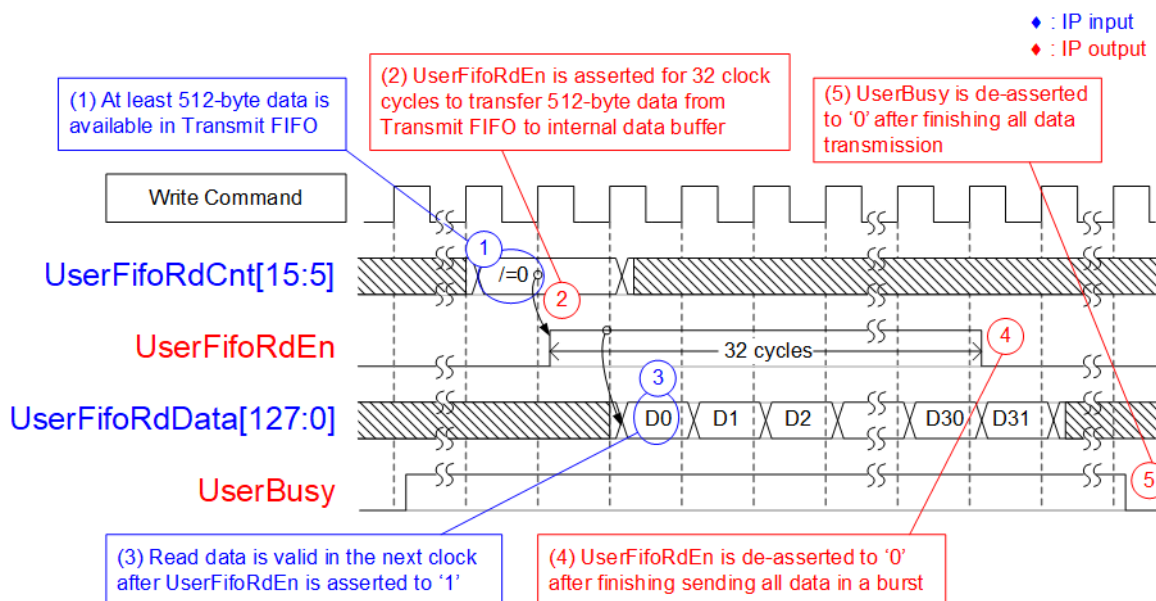 ♦ : IP input
♦ : IP output
(1) At least 512-byte data is
available in Transmit FIFO
(2) UserFifoRdEn is asserted for 32 clock
cycles to transfer 512-byte data from
Transmit FIFO to internal data buffer
(5) UserBusy is de-asserted
to ‘0’ after finishing all data
transmission
Write Command
UserFifoRdCnt[15:5]
1
/=0
2
UserFifoRdEn
32 cycles
4
3
UserFifoRdData[127:0]
D0
D1
D2
D30
D31
UserBusy
5
(3) Read data is valid in the next clock
after UserFifoRdEn is asserted to ‘1’
(4) UserFifoRdEn is de-asserted to ‘0’
after finishing sending all data in a burst